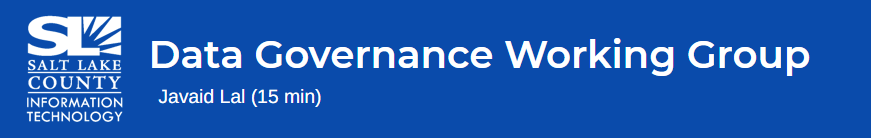 SL
SALT LAKE
COUNTY
INFORMATION
TECHNOLOGY
Data Governance Working Group
Javaid Lal (15 min)